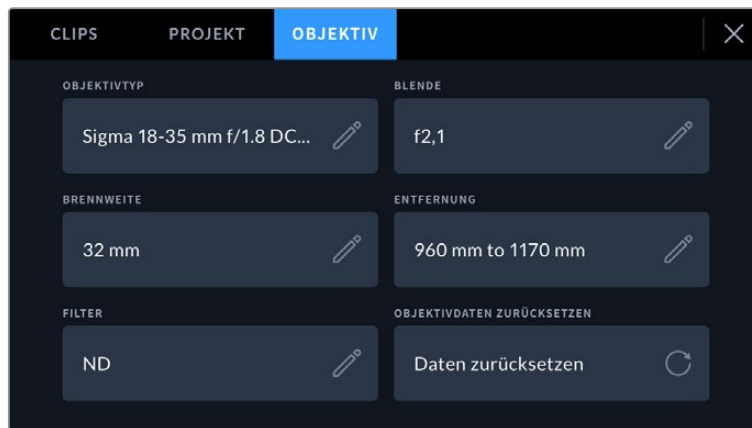 CLIPS PROJEKT OBJEKTIV
OBJEKTIVTYP BLENDE
Sigma 18-35 mm f/1.8 DC... f2,1
BRENNWEITE ENTFERNUNG
32 mm 960 mm to 1170 mm
FILTER OBJEKTIVDATEN ZURÜCKSETZEN
ND Daten zurücksetzen